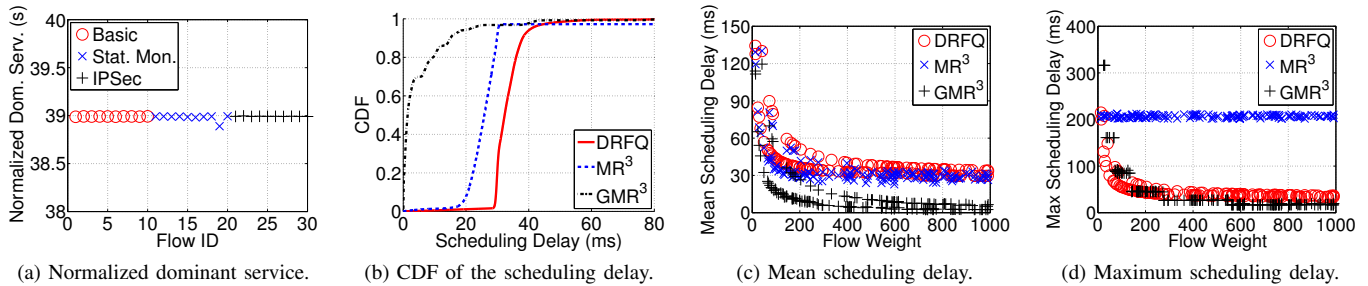 Normalized Dom. Serv. (s)
40
39.5
39
38.5
38
Basic
Stat. Mon.
IPSec
0 5 10 15 20 25 30
Flow ID
(a) Normalized dominant service.
CDF
1
0.8
0.6
0.4
0.2
0
DRFQ
MR³
GMR³
0 20 40 60 80
Scheduling Delay (ms)
(b) CDF of the scheduling delay.
Mean Scheduling Delay (ms)
150
120
90
60
30
0
DRFQ
MR³
GMR³
0 200 400 600 800 1000
Flow Weight
(c) Mean scheduling delay.
Max Scheduling Delay (ms)
400
300
200
100
0
DRFQ
MR³
GMR³
0 200 400 600 800 1000
Flow Weight
(d) Maximum scheduling delay.